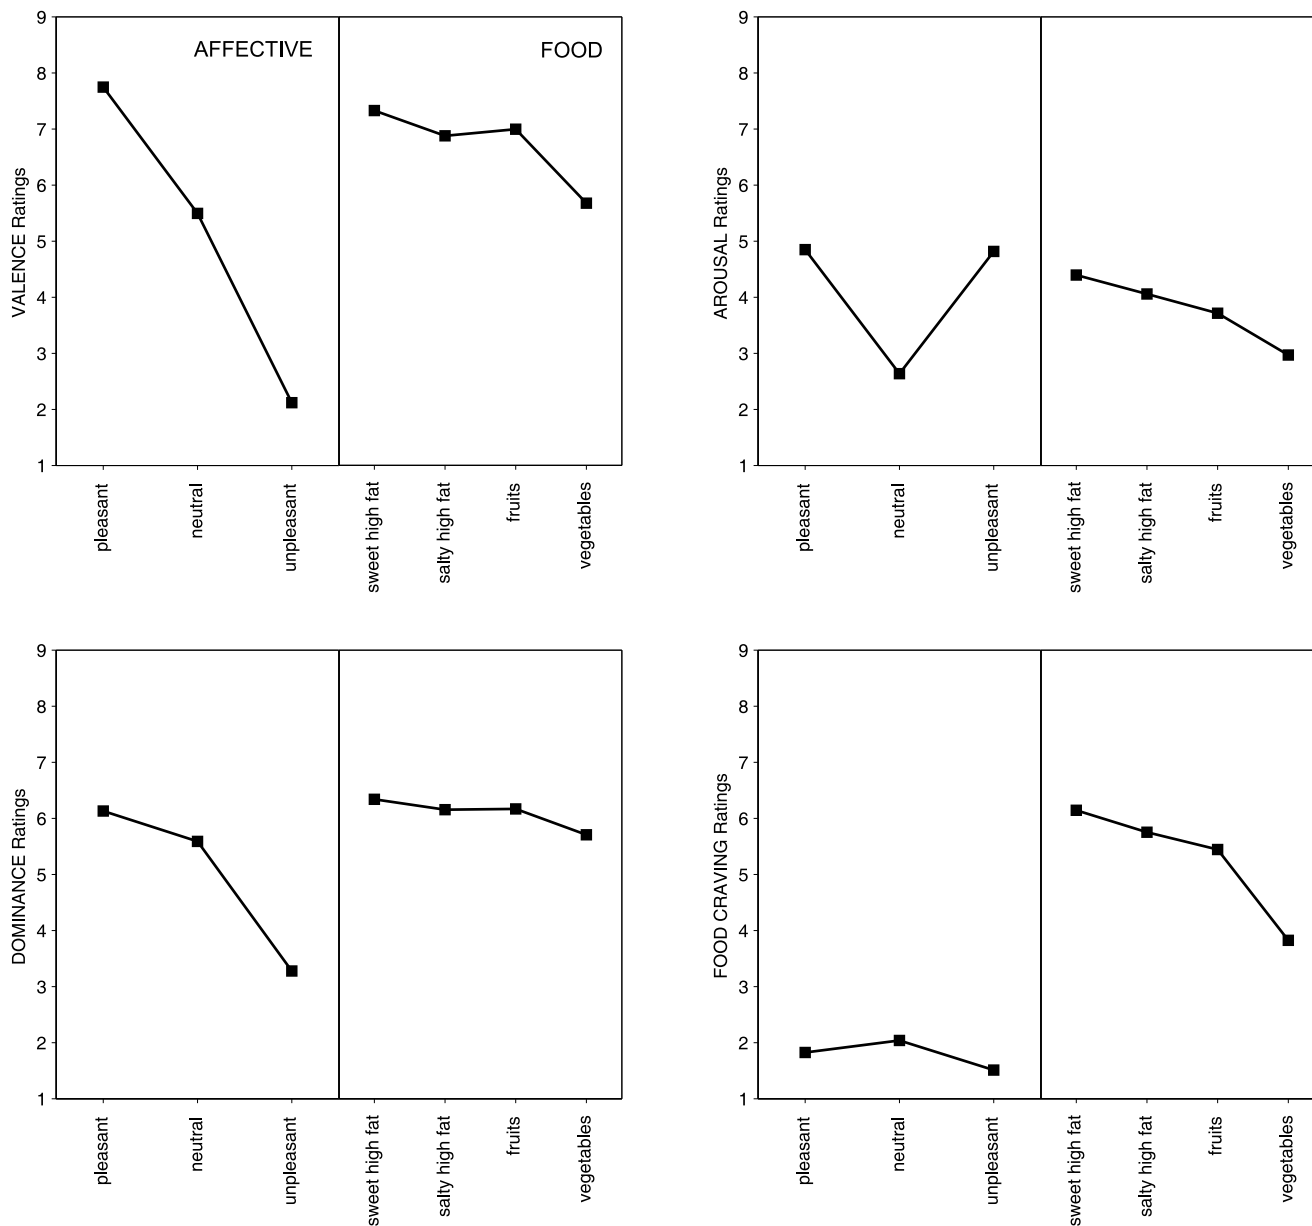 AFFECTIVE
FOOD
VALENCE Ratings
9
8
7
6
5
4
3
2
1
pleasant
neutral
unpleasant
sweet high fat
salty high fat
fruits
vegetables
AROUSAL Ratings
9
8
7
6
5
4
3
2
1
pleasant
neutral
unpleasant
sweet high fat
salty high fat
fruits
vegetables
DOMINANCE Ratings
9
8
7
6
5
4
3
2
1
pleasant
neutral
unpleasant
sweet high fat
salty high fat
fruits
vegetables
FOOD CRAVING Ratings
9
8
7
6
5
4
3
2
1
pleasant
neutral
unpleasant
sweet high fat
salty high fat
fruits
vegetables